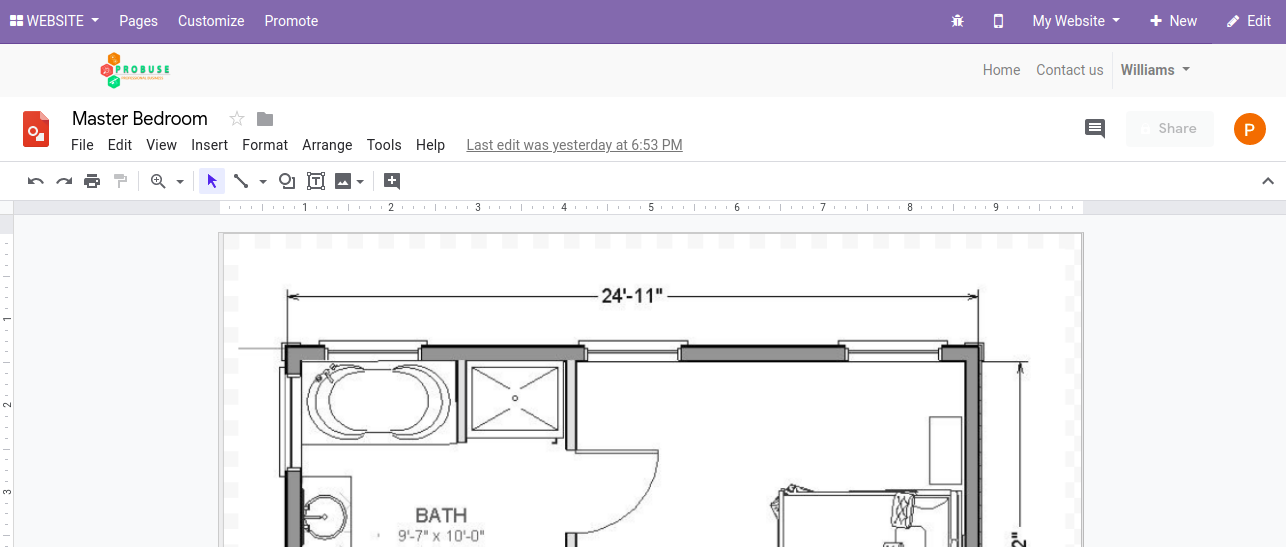 WEBSITE Pages Customize Promote My Website + New Edit
PROBUSE
Home Contact us Williams
Master Bedroom
Share
P
File Edit View Insert Format Arrange Tools Help Last edit was yesterday at 6:53 PM
1 2 3 4 5 6 7 8 9
24'-11"
1
2
3
BATH
9'-7" x 10'-0"
2"